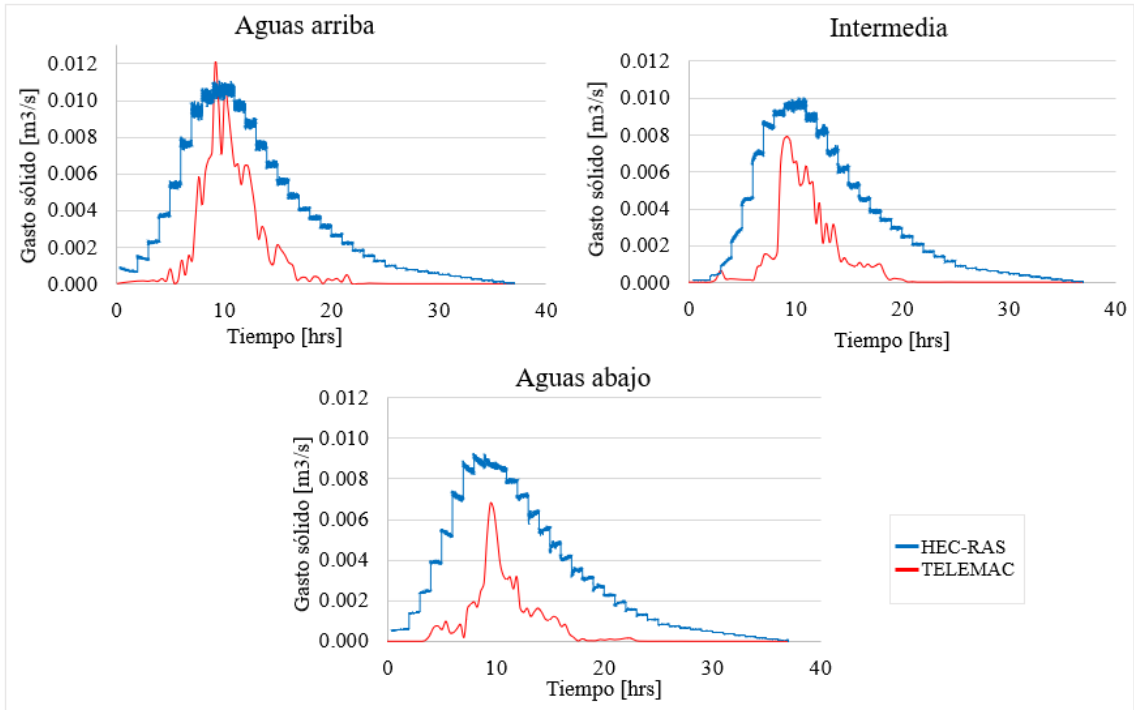 Aguas arriba
Gasto sólido [m3/s]
0.012
0.010
0.008
0.006
0.004
0.002
0.000
0 10 20 30 40
Tiempo [hrs]
Intermedia
Gasto sólido [m3/s]
0.012
0.010
0.008
0.006
0.004
0.002
0.000
0 10 20 30 40
Tiempo [hrs]
Aguas abajo
Gasto sólido [m3/s]
0.012
0.010
0.008
0.006
0.004
0.002
0.000
0 10 20 30 40
Tiempo [hrs]
HEC-RAS
TELEMAC